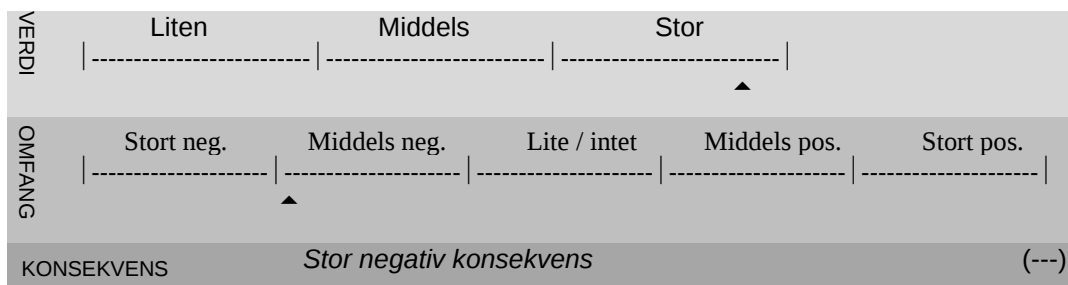 VERDI
Liten Middels Stor
|--------------------------|--------------------------|--------------------------|
OMFANG
Stort neg. Middels neg. Lite / intet Middels pos. Stort pos.
|---------------------|---------------------|---------------------|---------------------|---------------------|
KONSEKVENS Stor negativ konsekvens (---)